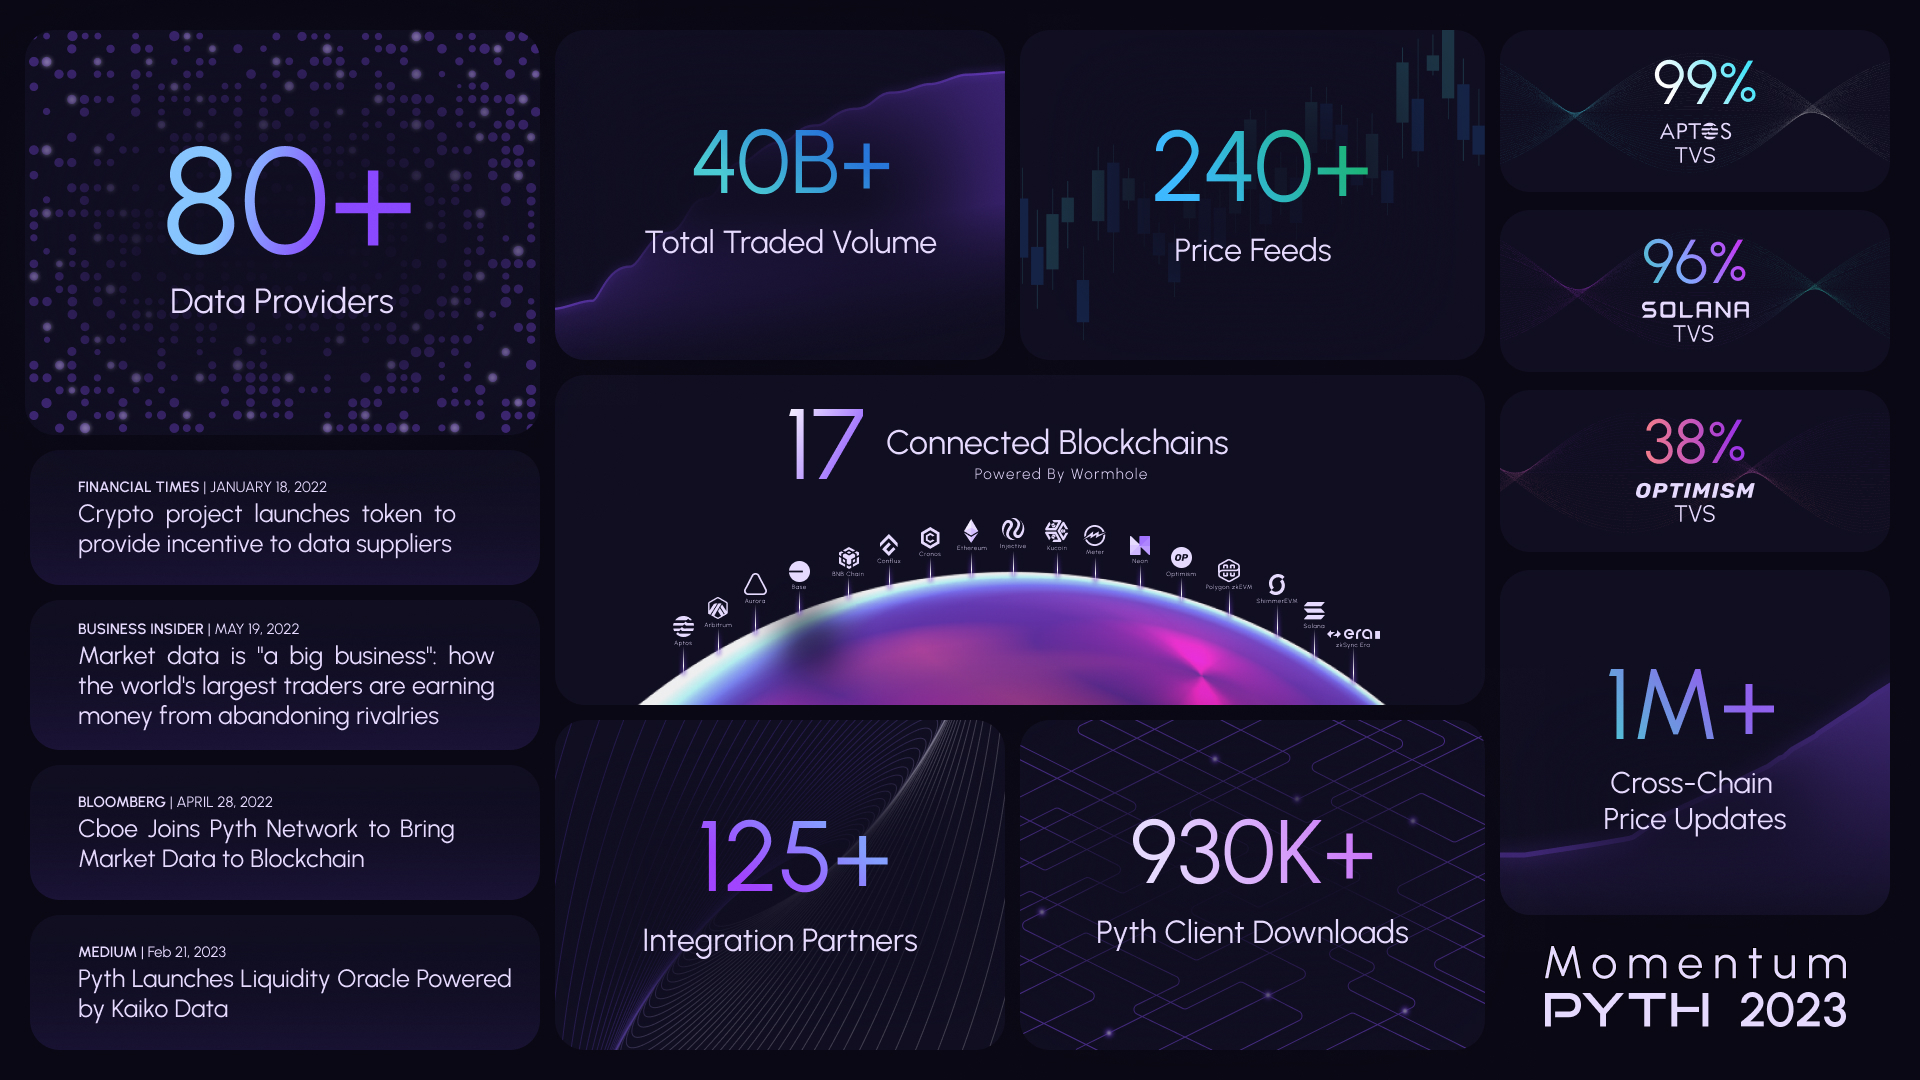 80+
Data Providers
40B+
Total Traded Volume
240+
Price Feeds
99%
APTOS
TVS
96%
SOLANA
TVS
38%
OPTIMISM
TVS
17
Connected Blockchains
Powered By Wormhole
Aptos
Arbitrum
Aurora
Base
BNB Chain
Conflux
Cronos
Ethereum
Injective
Kucoin
Meter
Neon
OP
Optimism
Polygon zkEVM
ShimmerEVM
Solana
era
zkSync Era
FINANCIAL TIMES | JANUARY 18, 2022
Crypto project launches token to
provide incentive to data suppliers
BUSINESS INSIDER | MAY 19, 2022
Market data is "a big business": how
the world's largest traders are earning
money from abandoning rivalries
BLOOMBERG | APRIL 28, 2022
Cboe Joins Pyth Network to Bring
Market Data to Blockchain
MEDIUM | Feb 21, 2023
Pyth Launches Liquidity Oracle Powered
by Kaiko Data
125+
Integration Partners
930K+
Pyth Client Downloads
1M+
Cross-Chain
Price Updates
Momentum
PYTH 2023